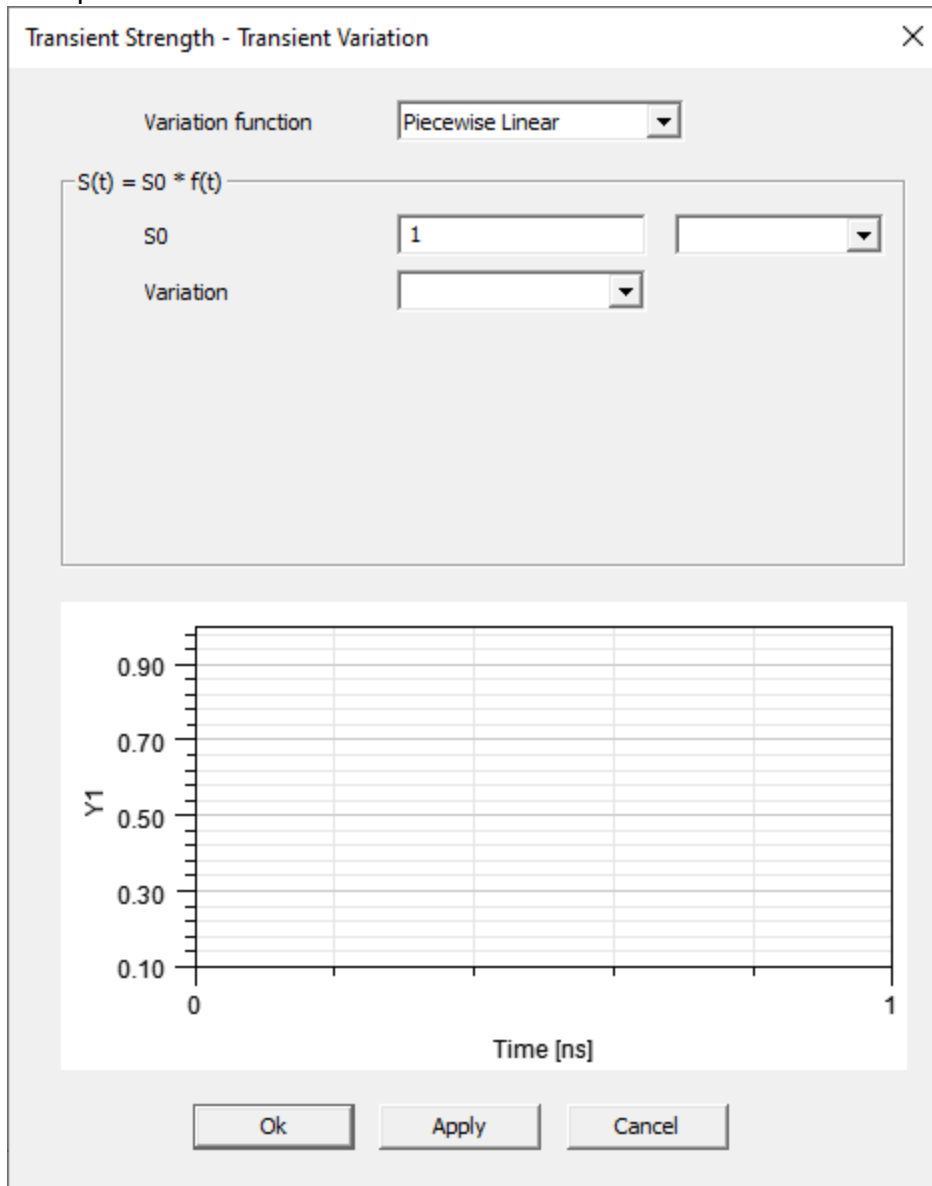 Transient Strength - Transient Variation
Variation function Piecewise Linear
S(t) = S0 * f(t)
S0 1
Variation
0.90
0.70
Y1
0.50
0.30
0.10
0 1
Time [ns]
Ok Apply Cancel